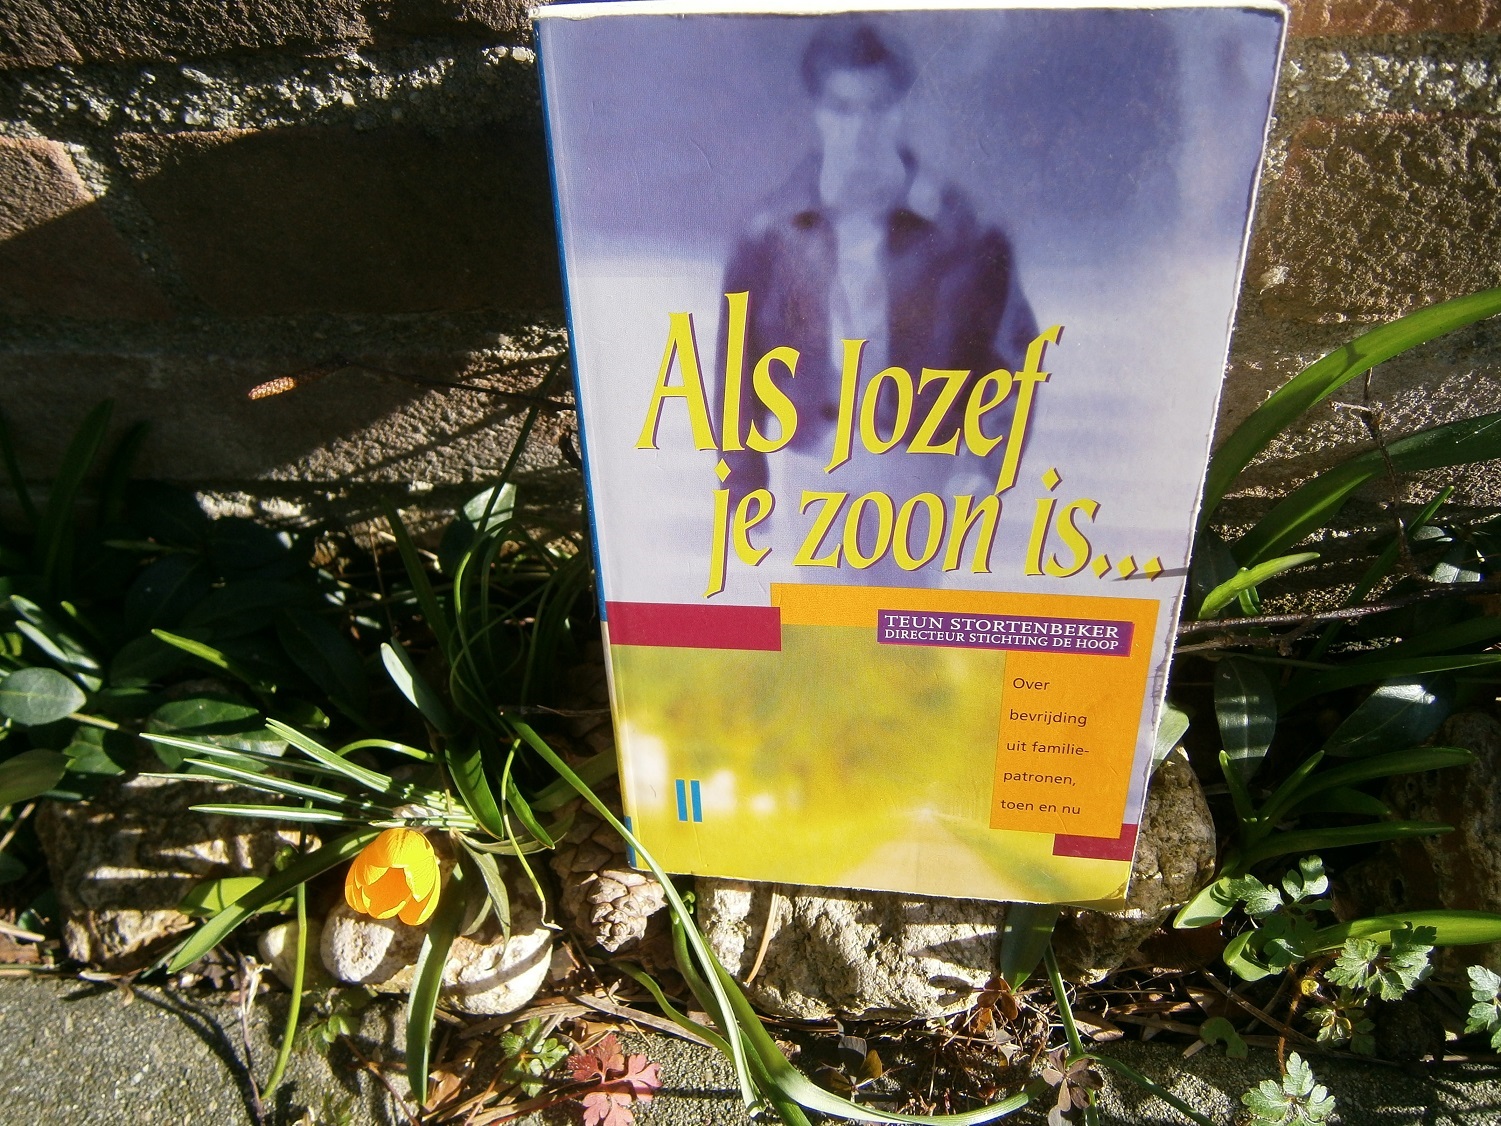 Als Jozef
je zoon is...
TEUN STORTENBEKER
DIRECTEUR STICHTING DE HOOP
Over
bevrijding
uit familie-
patronen,
toen en nu